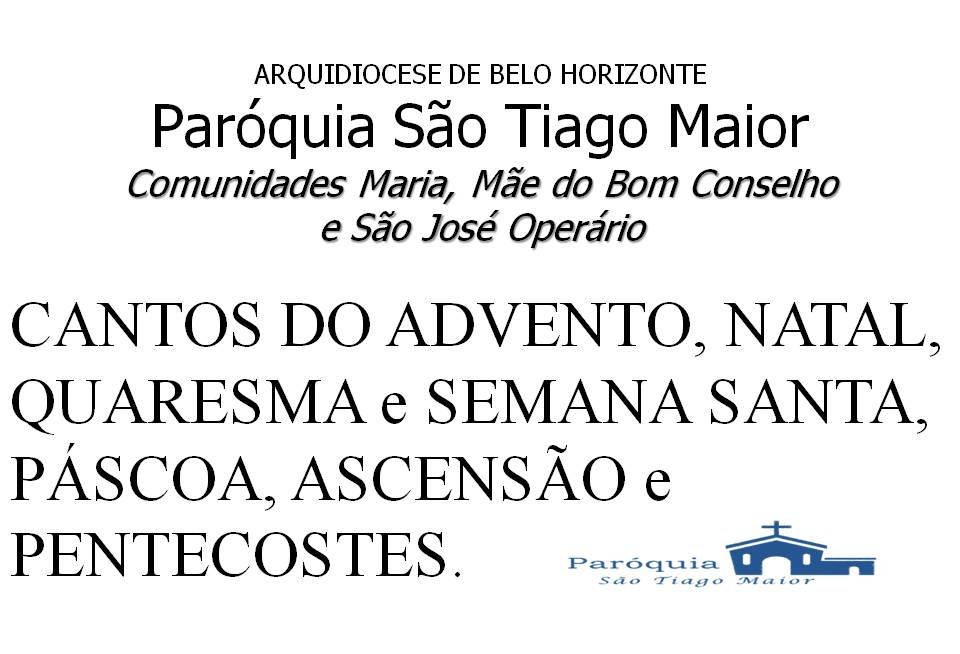 ARQUIDIOCESE DE BELO HORIZONTE
Paróquia São Tiago Maior
Comunidades Maria, Mãe do Bom Conselho
e São José Operário
CANTOS DO ADVENTO, NATAL,
QUARESMA e SEMANA SANTA,
PÁSCOA, ASCENSÃO e
PENTECOSTES.
Paróquia
São Tiago Maior